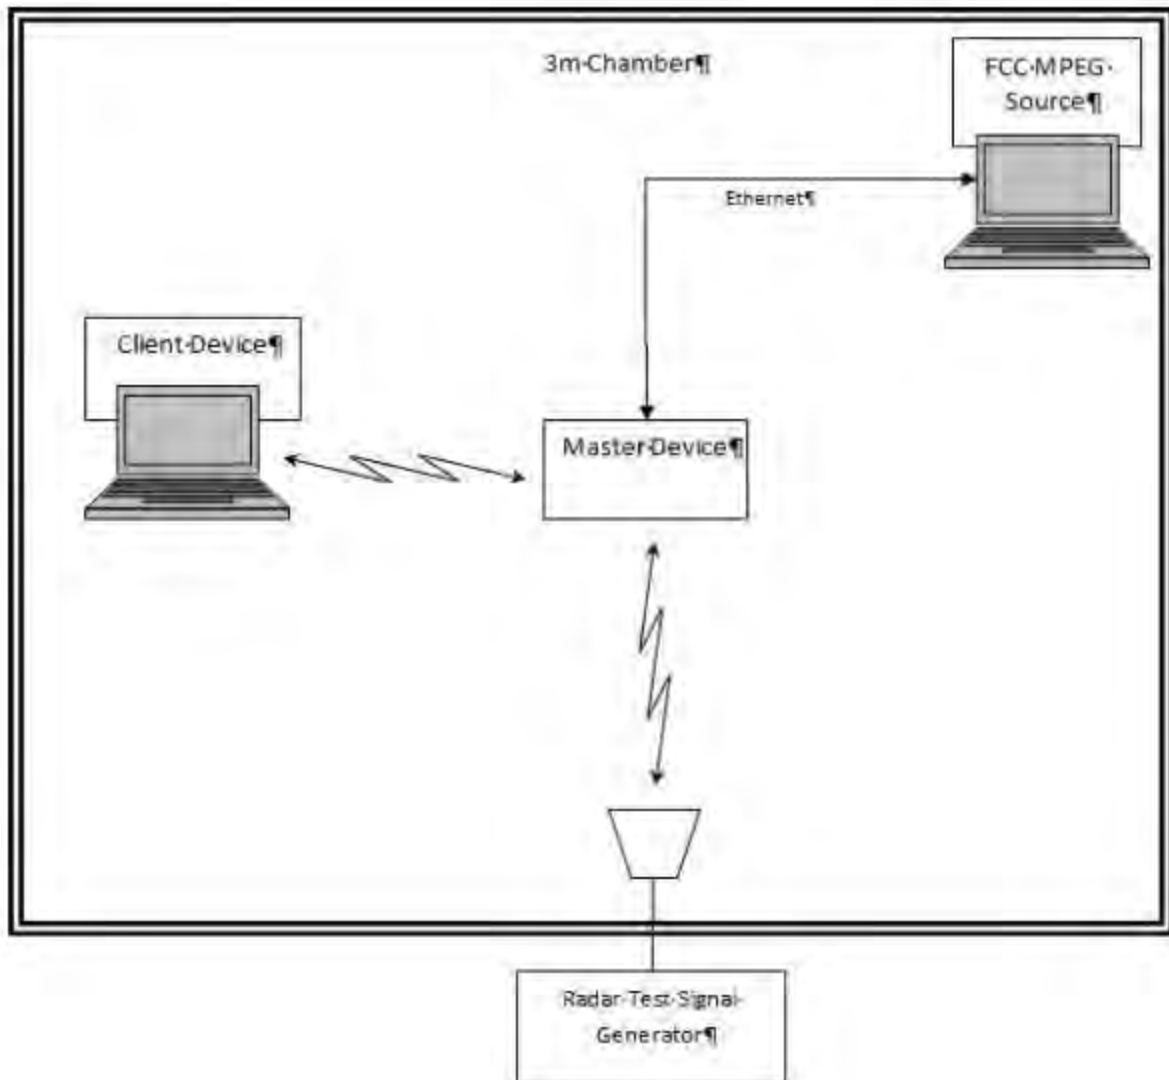 3m·Chamber¶
FCC·MPEG·
Source¶
Ethernet¶
Client·Device¶
Master·Device¶
Radar·Test·Signal·
Generator¶